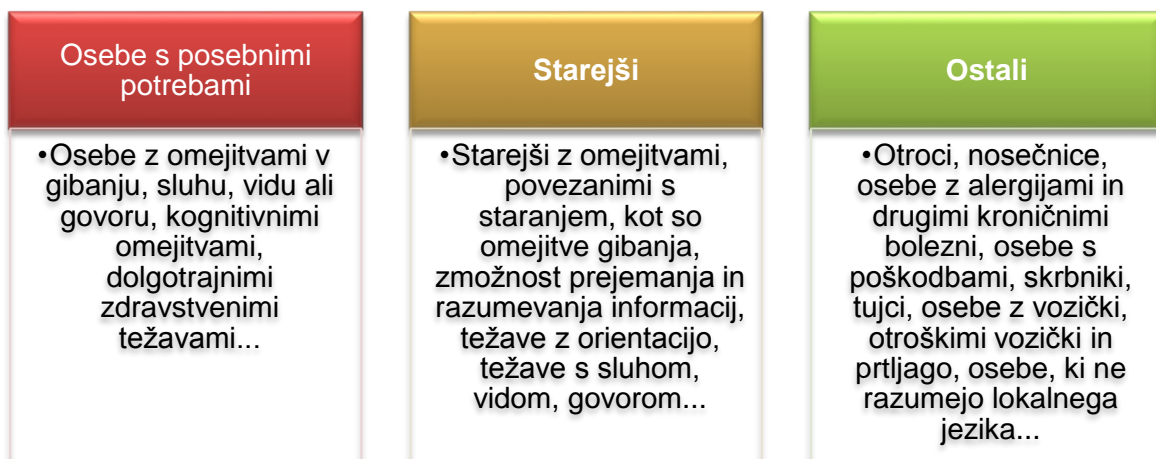 Osebe s posebnimi
potrebami
•Osebe z omejitvami v
gibanju, sluhu, vidu ali
govoru, kognitivnimi
omejitvami,
dolgotrajnimi
zdravstvenimi
težavami...
Starejši
•Starejši z omejitvami,
povezanimi s
staranjem, kot so
omejitve gibanja,
zmožnost prejemanja in
razumevanja informacij,
težave z orientacijo,
težave s sluhom,
vidom, govorom...
Ostali
•Otroci, nosečnice,
osebe z alergijami in
drugimi kroničnimi
bolezni, osebe s
poškodbami, skrbniki,
tujci, osebe z vozički,
otroškimi vozički in
prtljago, osebe, ki ne
razumejo lokalnega
jezika...